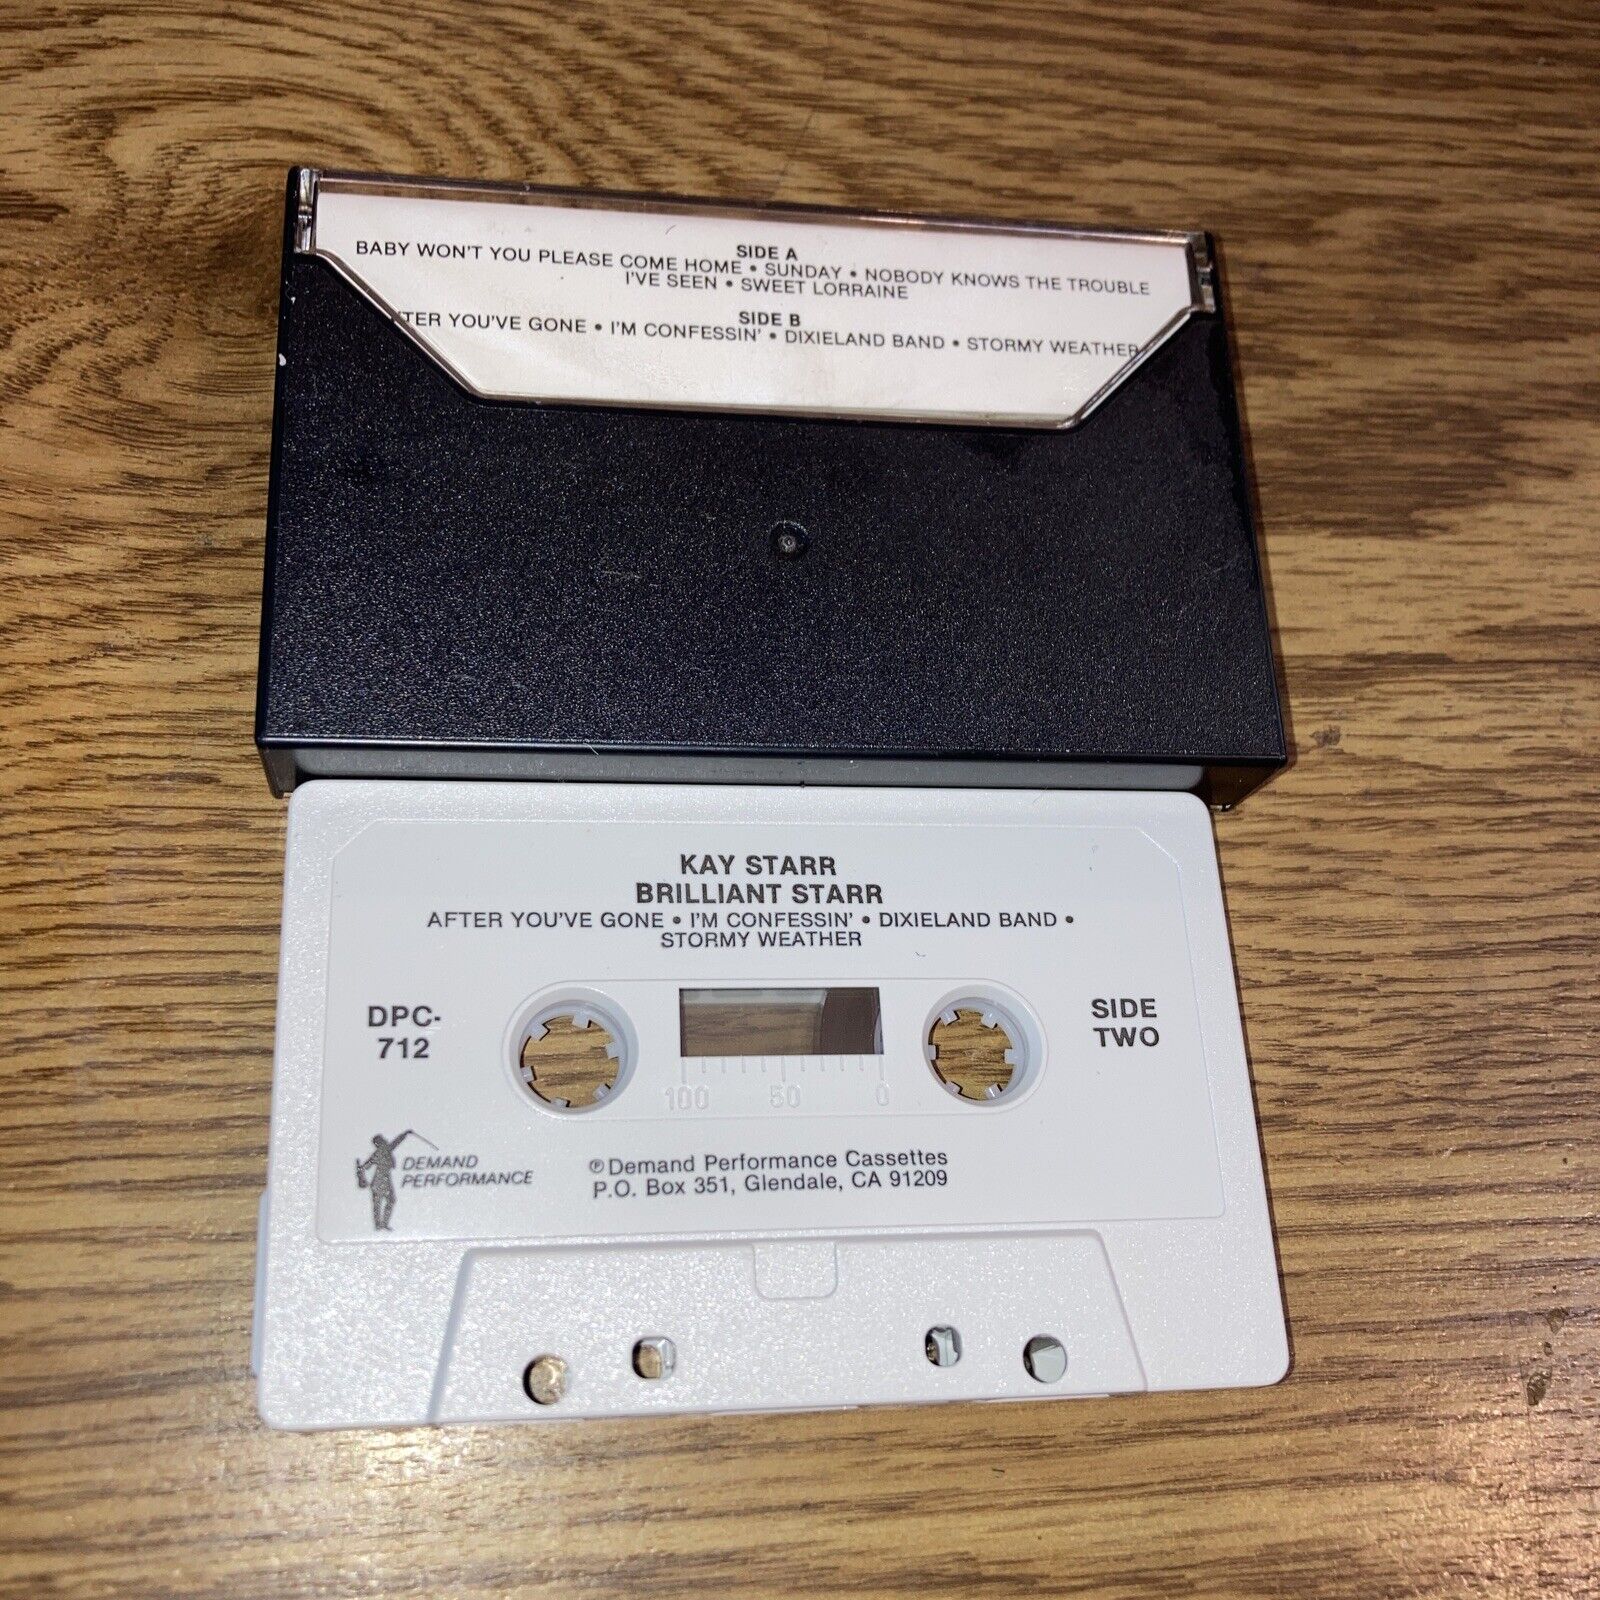 SIDE A
BABY WON'T YOU PLEASE COME HOME • SUNDAY • NOBODY KNOWS THE TROUBLE
I'VE SEEN • SWEET LORRAINE
SIDE B
YOU'VE GONE • I'M CONFESSIN' • DIXIELAND BAND • STORMY WEATHER
KAY STARR
BRILLIANT STARR
AFTER YOU'VE GONE • I'M CONFESSIN' • DIXIELAND BAND •
STORMY WEATHER
DPC-
712
SIDE
TWO
100 50 0
DEMAND
PERFORMANCE
℗Demand Performance Cassettes
P.O. Box 351, Glendale, CA 91209